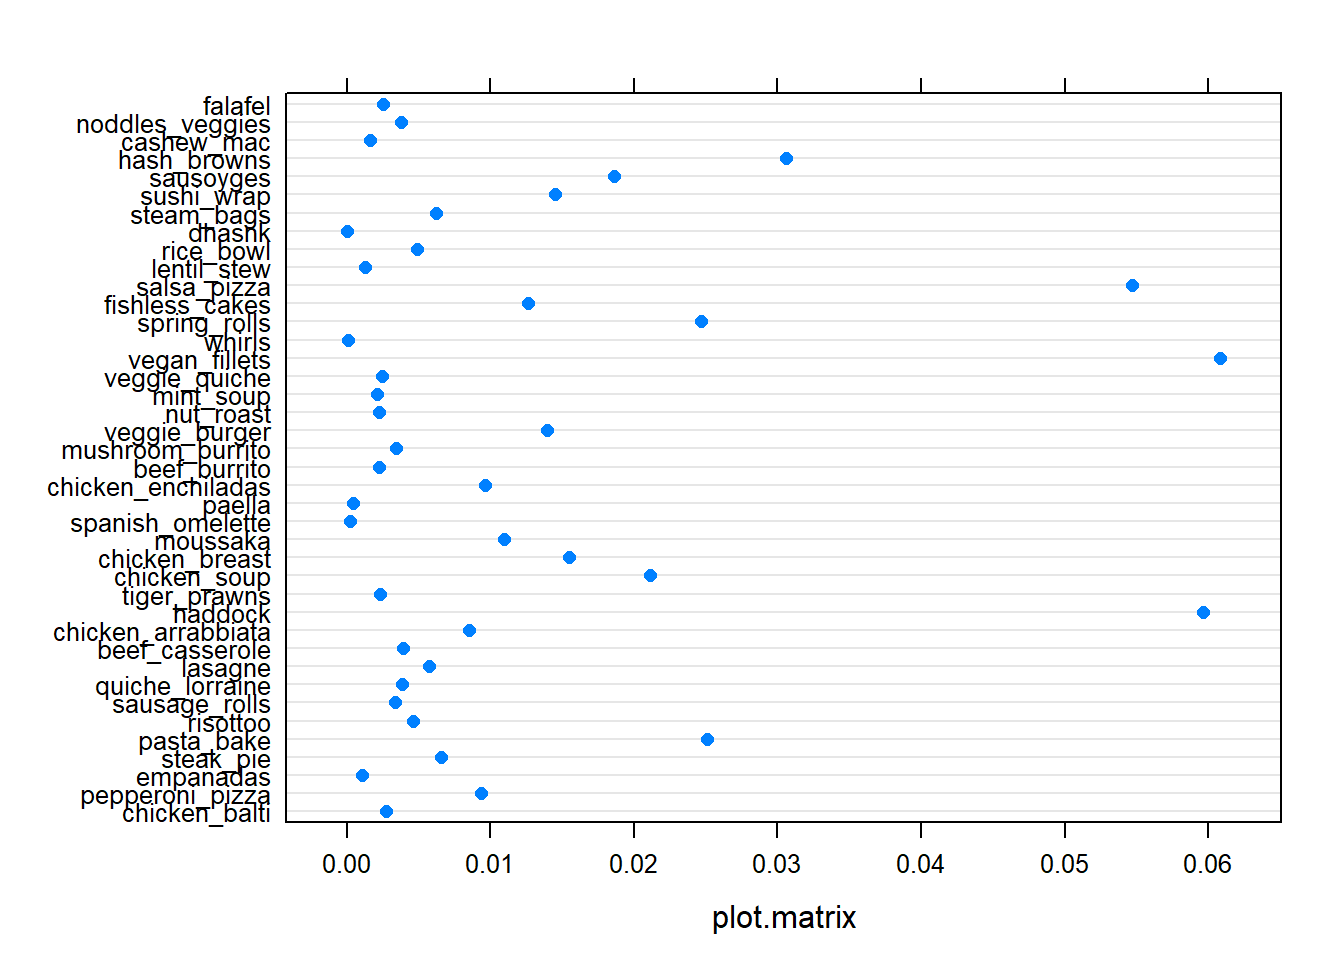 falafel
noddles_veggies
cashew_mac
hash_browns
sausoyges
sushi_wrap
steam_bags
dhashk
rice_bowl
lentil_stew
salsa_pizza
fishless_cakes
spring_rolls
whirls
vegan_fillets
veggie_quiche
mint_soup
nut_roast
veggie_burger
mushroom_burrito
beef_burrito
chicken_enchiladas
paella
spanish_omelette
moussaka
chicken_breast
chicken_soup
tiger_prawns
haddock
chicken_arrabbiata
beef_casserole
lasagne
quiche_lorraine
sausage_rolls
risottoo
pasta_bake
steak_pie
empanadas
pepperoni_pizza
chicken_balti
0.00 0.01 0.02 0.03 0.04 0.05 0.06
plot.matrix